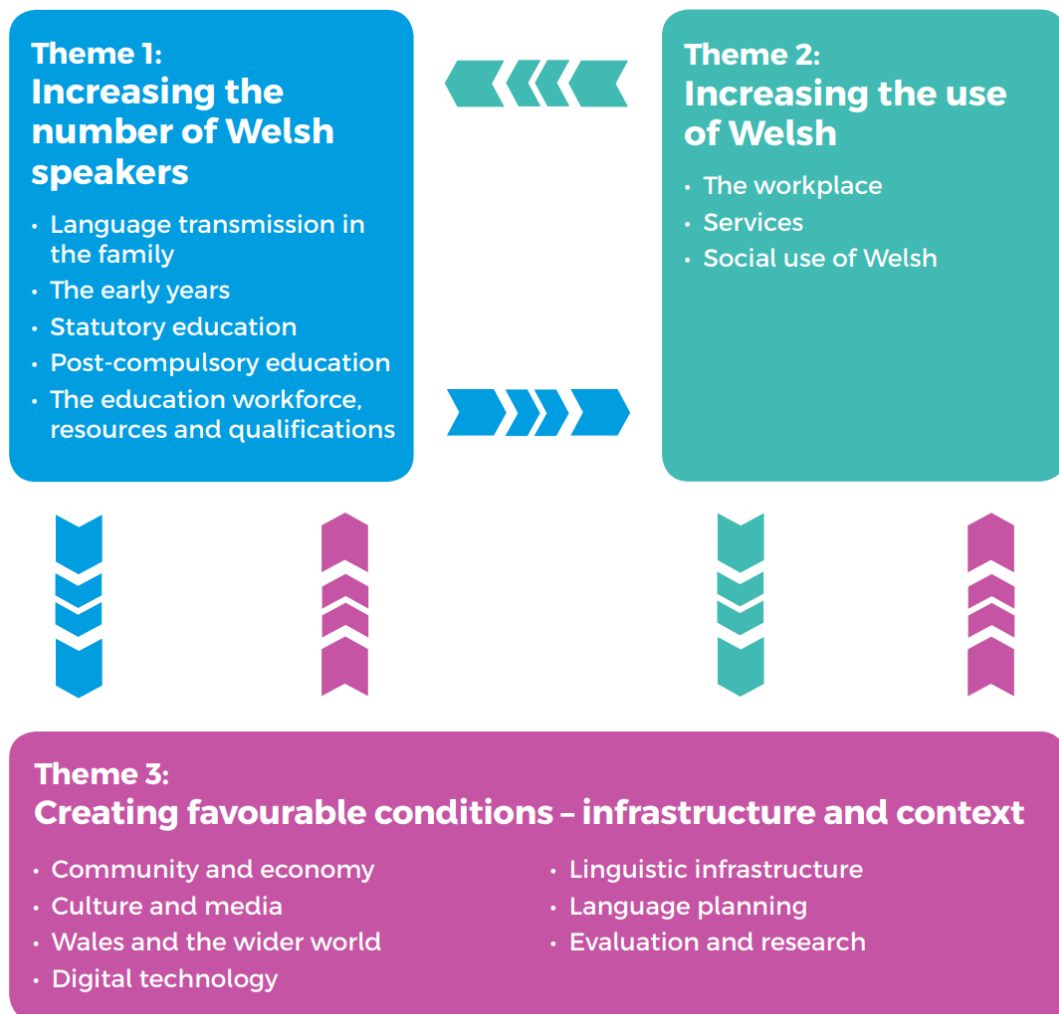 Theme 1:
Increasing the
number of Welsh
speakers
• Language transmission in
the family
• The early years
• Statutory education
• Post-compulsory education
• The education workforce,
resources and qualifications
Theme 2:
Increasing the use
of Welsh
• The workplace
• Services
• Social use of Welsh
Theme 3:
Creating favourable conditions – infrastructure and context
• Community and economy
• Culture and media
• Wales and the wider world
• Digital technology
• Linguistic infrastructure
• Language planning
• Evaluation and research